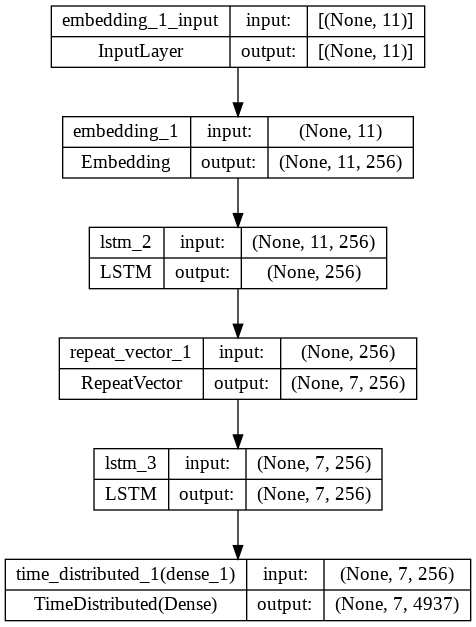 embedding_1_input input: [(None, 11)]
InputLayer output: [(None, 11)]
embedding_1 input: (None, 11)
Embedding output: (None, 11, 256)
lstm_2 input: (None, 11, 256)
LSTM output: (None, 256)
repeat_vector_1 input: (None, 256)
RepeatVector output: (None, 7, 256)
lstm_3 input: (None, 7, 256)
LSTM output: (None, 7, 256)
time_distributed_1(dense_1) input: (None, 7, 256)
TimeDistributed(Dense) output: (None, 7, 4937)